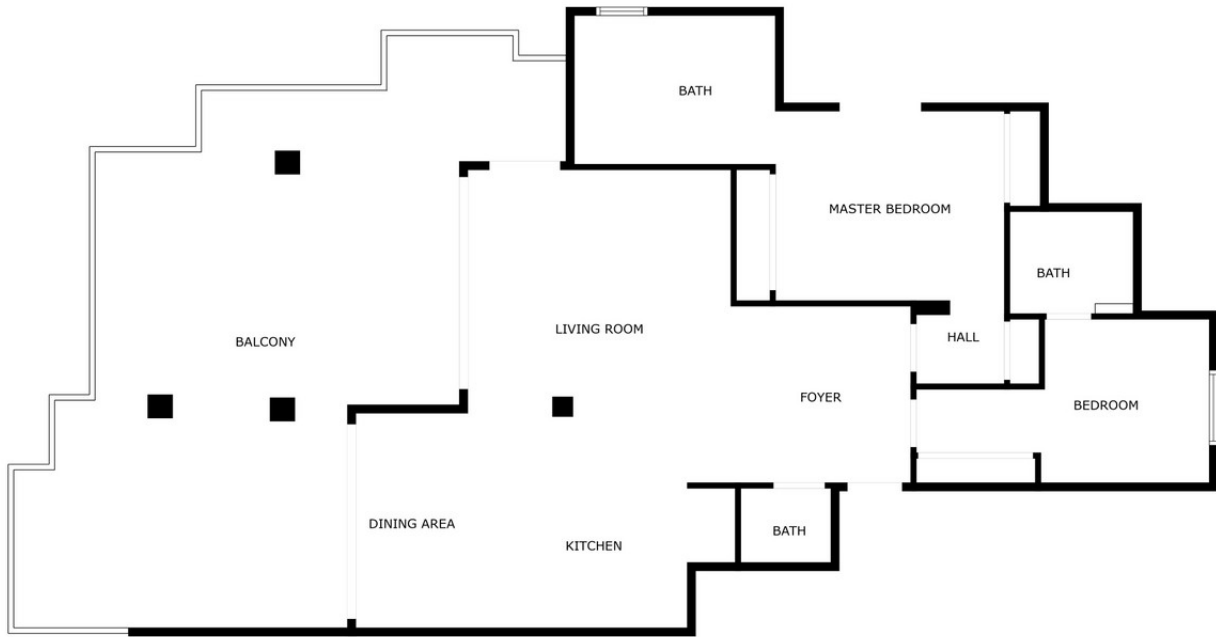 BATH
MASTER BEDROOM
BATH
LIVING ROOM
BALCONY
HALL
FOYER
BEDROOM
DINING AREA
BATH
KITCHEN